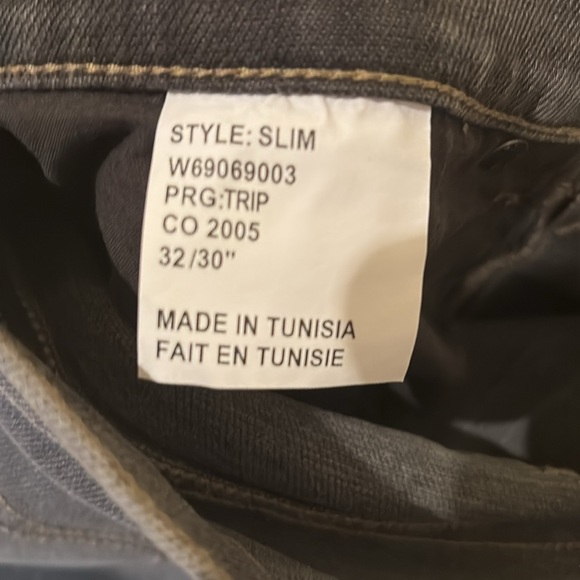 STYLE: SLIM
W69069003
PRG:TRIP
CO 2005
32/30"
MADE IN TUNISIA
FAIT EN TUNISIE